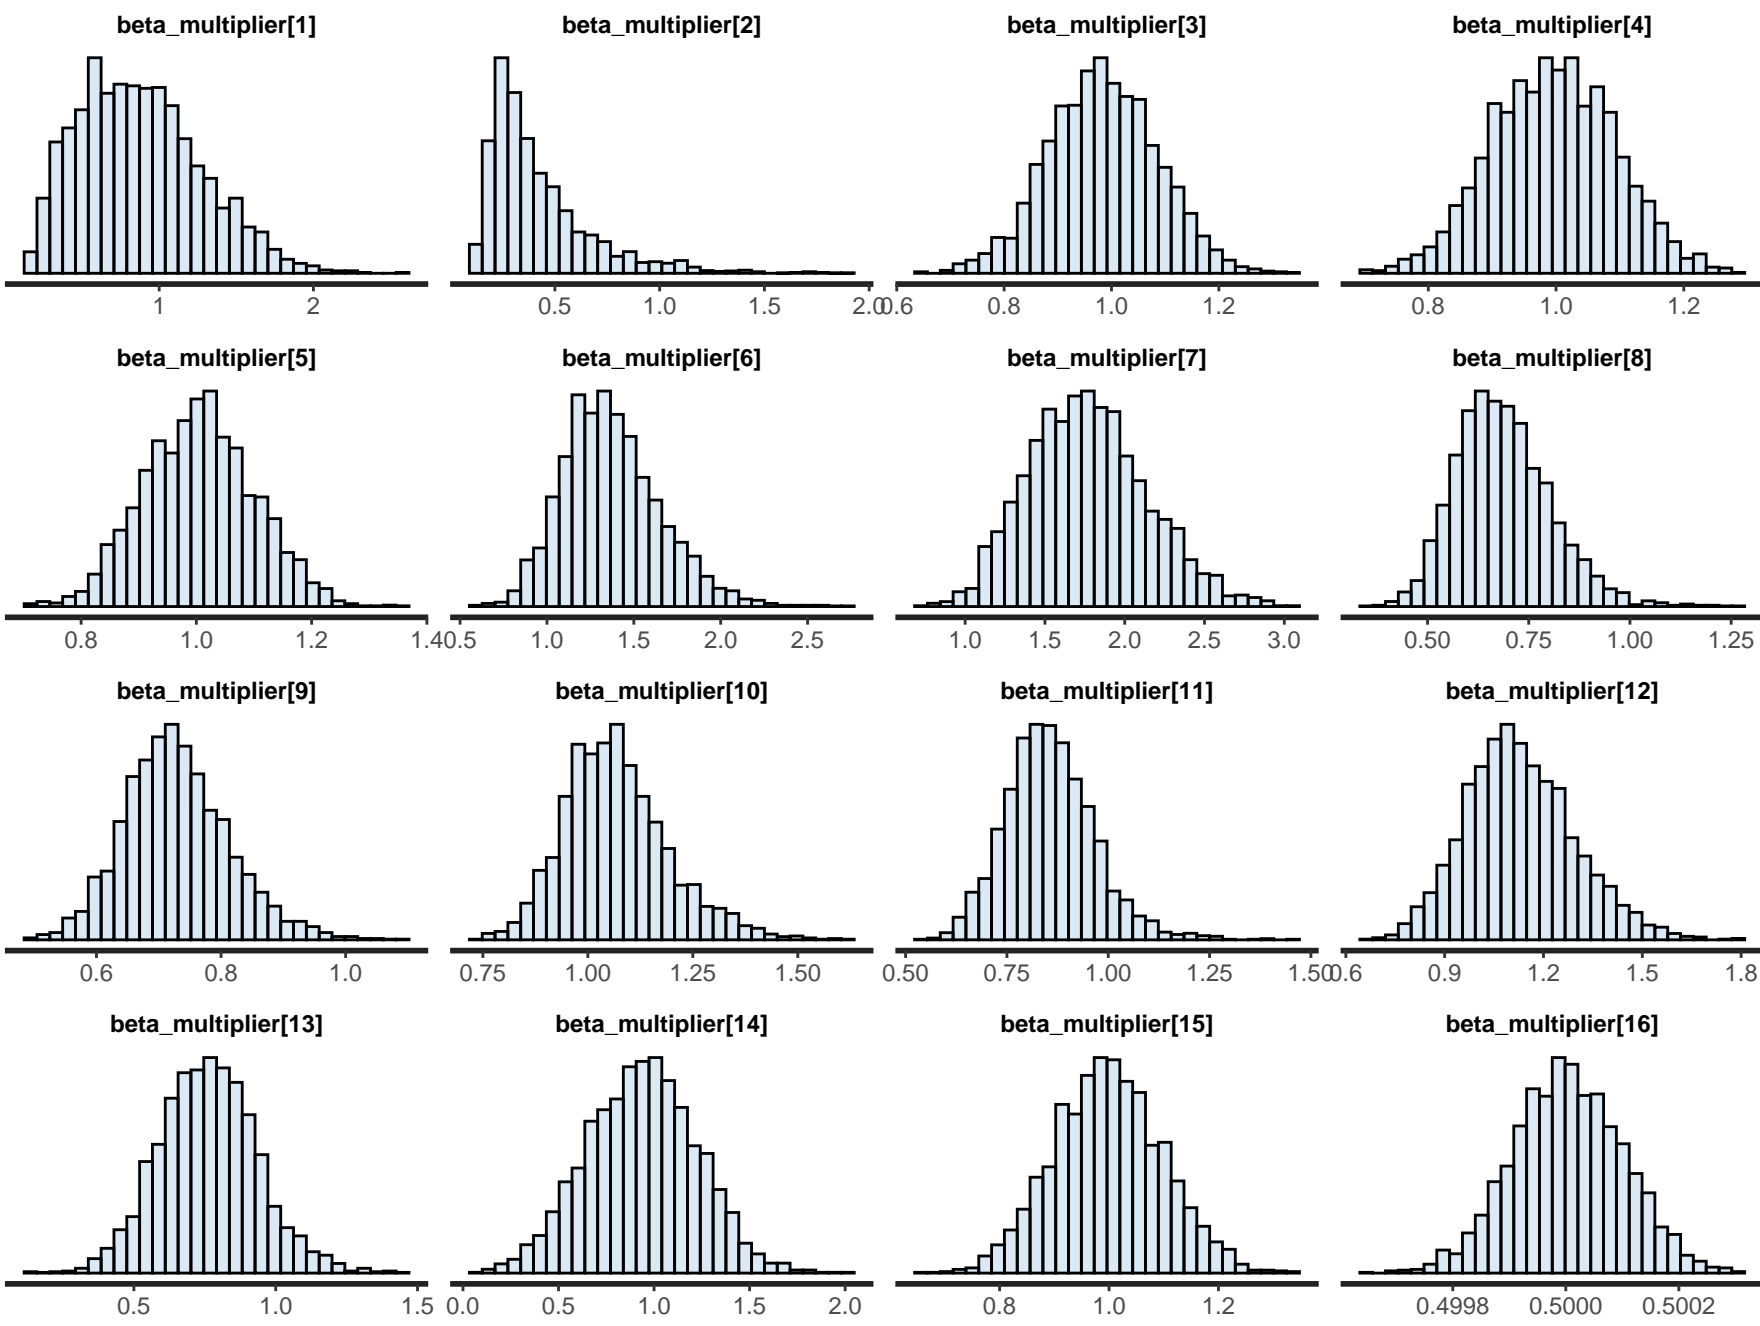 beta_multiplier[1] beta_multiplier[2] beta_multiplier[3] beta_multiplier[4]
1 2 0.5 1.0 1.5 2.0 0.6 0.8 1.0 1.2 0.8 1.0 1.2
beta_multiplier[5] beta_multiplier[6] beta_multiplier[7] beta_multiplier[8]
0.8 1.0 1.2 1.4 0.5 1.0 1.5 2.0 2.5 1.0 1.5 2.0 2.5 3.0 0.50 0.75 1.00 1.25
beta_multiplier[9] beta_multiplier[10] beta_multiplier[11] beta_multiplier[12]
0.6 0.8 1.0 0.75 1.00 1.25 1.50 0.50 0.75 1.00 1.25 1.50 0.6 0.9 1.2 1.5 1.8
beta_multiplier[13] beta_multiplier[14] beta_multiplier[15] beta_multiplier[16]
0.5 1.0 1.5 0.0 0.5 1.0 1.5 2.0 0.8 1.0 1.2 0.4998 0.5000 0.5002